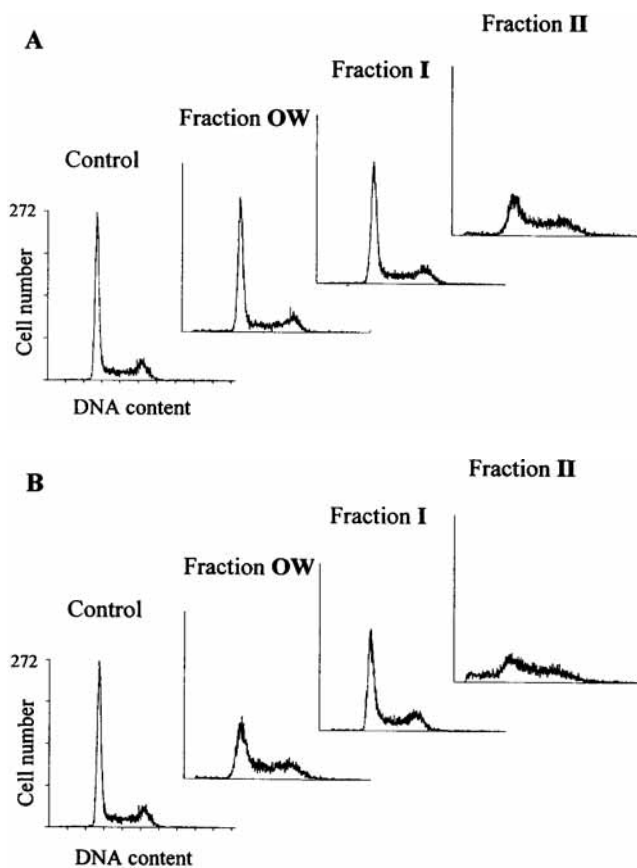 A
Fraction II
Fraction I
Fraction OW
Control
272
Cell number
DNA content
B
Fraction II
Fraction I
Fraction OW
Control
272
Cell number
DNA content